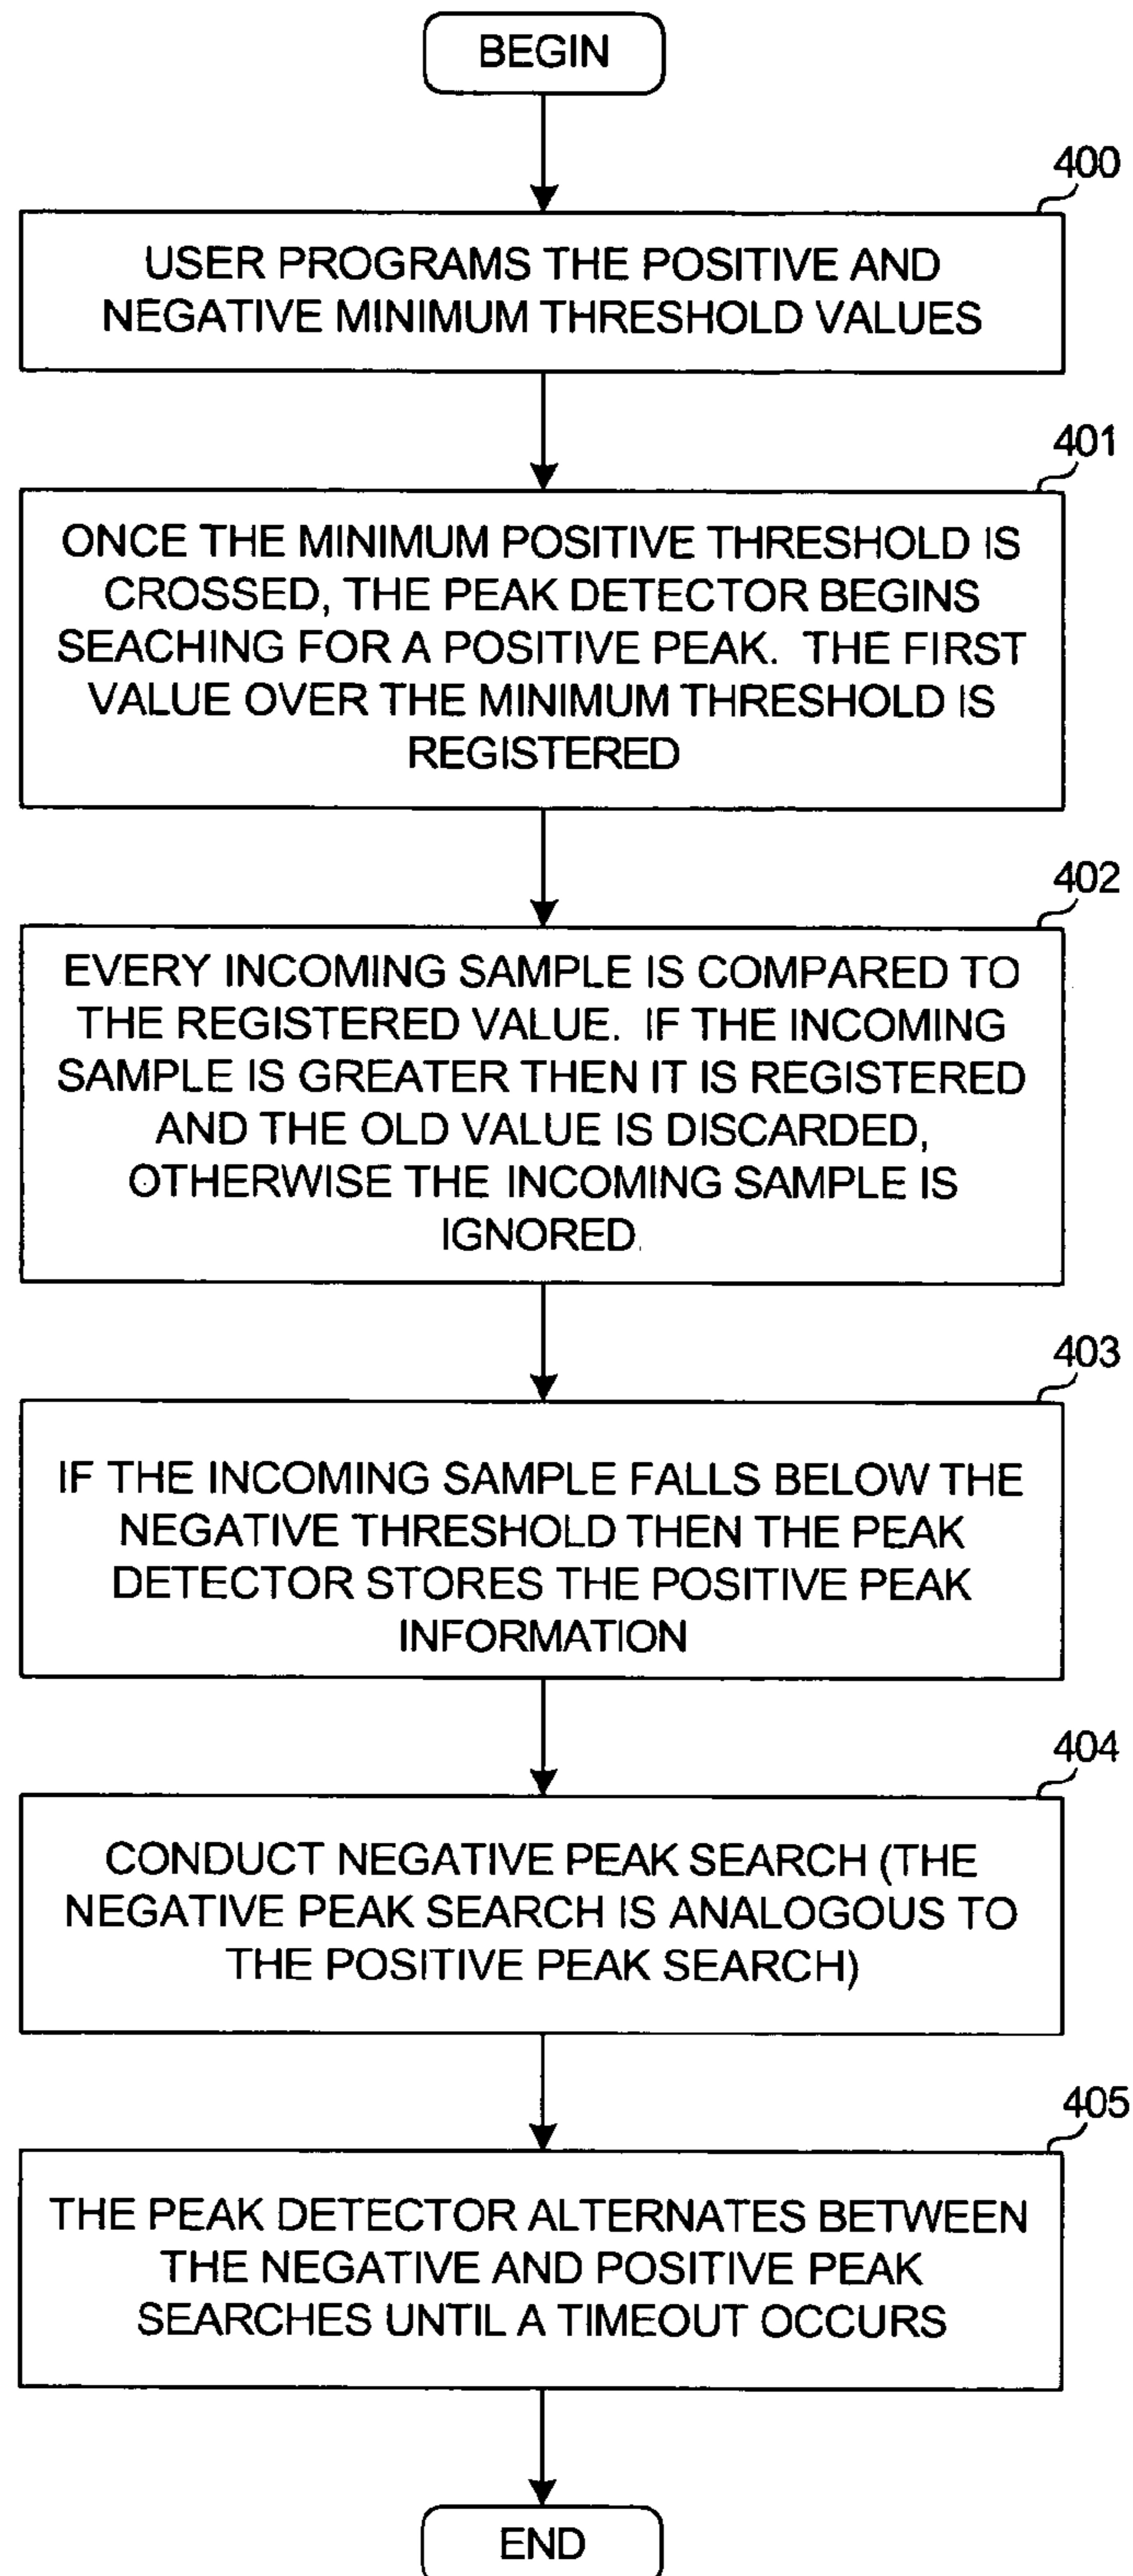 BEGIN
400
USER PROGRAMS THE POSITIVE AND
NEGATIVE MINIMUM THRESHOLD VALUES
401
ONCE THE MINIMUM POSITIVE THRESHOLD IS
CROSSED, THE PEAK DETECTOR BEGINS
SEACHING FOR A POSITIVE PEAK. THE FIRST
VALUE OVER THE MINIMUM THRESHOLD IS
REGISTERED
402
EVERY INCOMING SAMPLE IS COMPARED TO
THE REGISTERED VALUE. IF THE INCOMING
SAMPLE IS GREATER THEN IT IS REGISTERED
AND THE OLD VALUE IS DISCARDED,
OTHERWISE THE INCOMING SAMPLE IS
IGNORED.
403
IF THE INCOMING SAMPLE FALLS BELOW THE
NEGATIVE THRESHOLD THEN THE PEAK
DETECTOR STORES THE POSITIVE PEAK
INFORMATION
404
CONDUCT NEGATIVE PEAK SEARCH (THE
NEGATIVE PEAK SEARCH IS ANALOGOUS TO
THE POSITIVE PEAK SEARCH)
405
THE PEAK DETECTOR ALTERNATES BETWEEN
THE NEGATIVE AND POSITIVE PEAK
SEARCHES UNTIL A TIMEOUT OCCURS
END